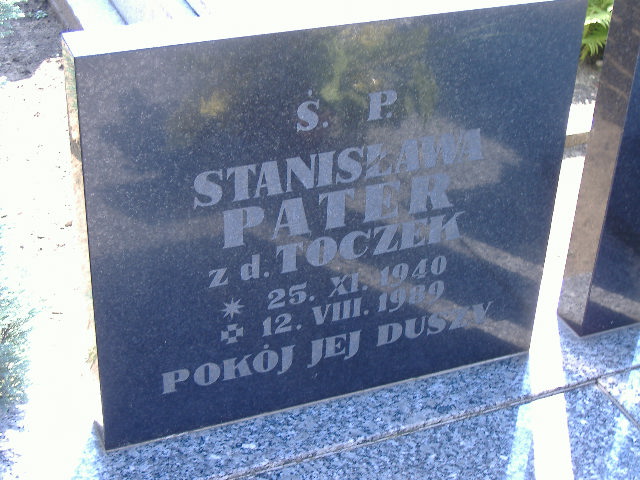 Ś. P.
STANISŁAWA
PATER
z d. TOCZEK
25. XI. 1940
12. VIII. 1989
POKÓJ JEJ DUSZY